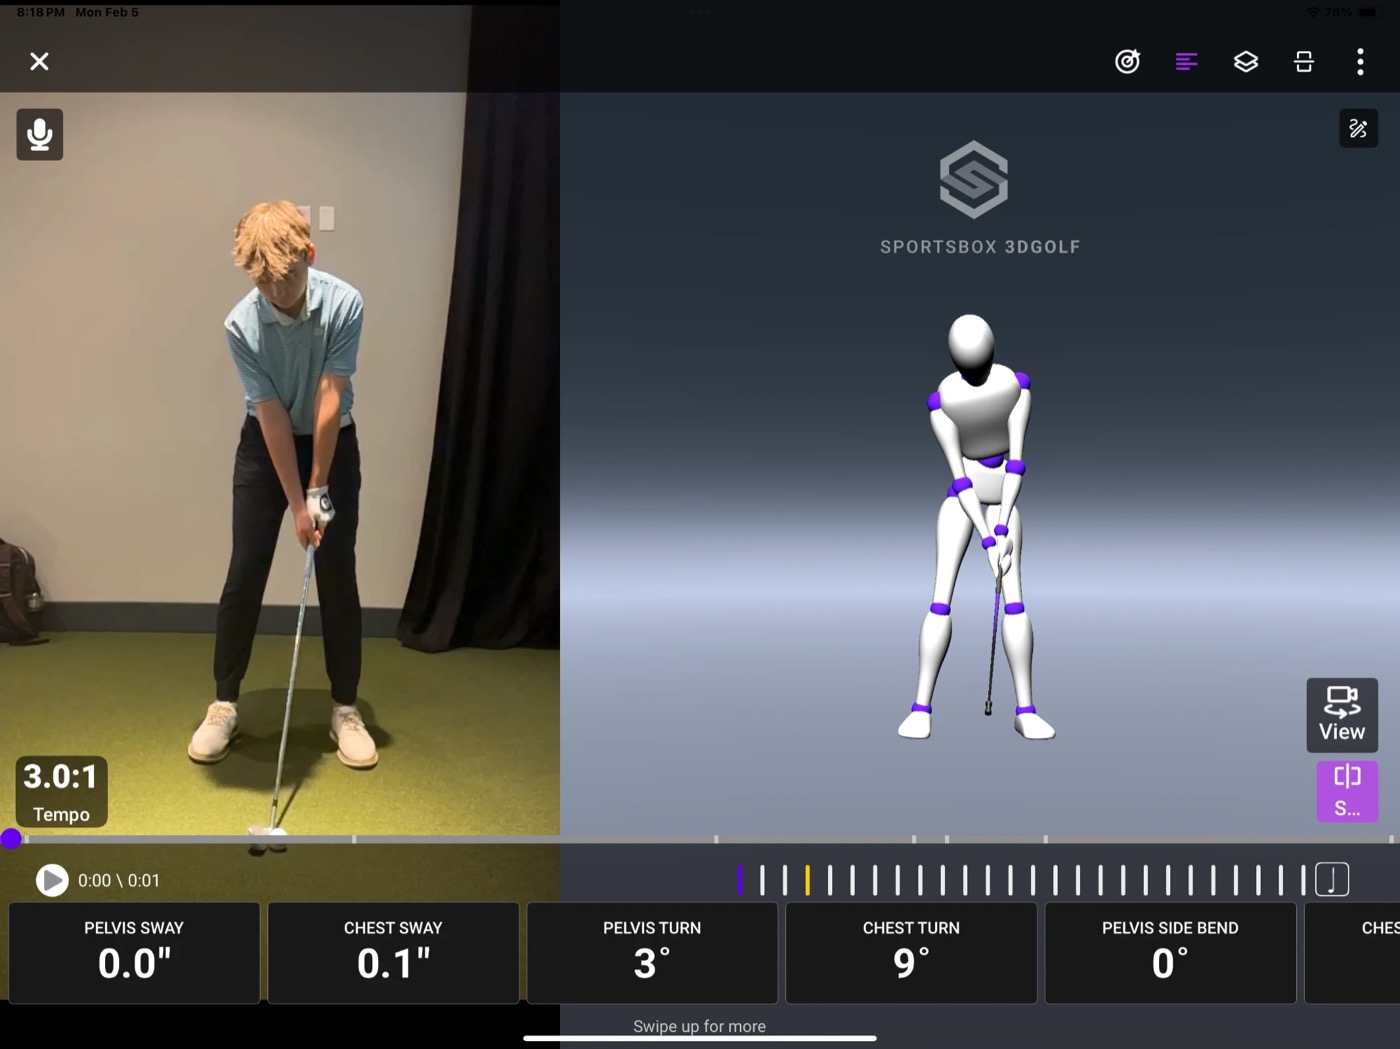 8:18 PM Mon Feb 5
78%
SPORTSBOX 3DGOLF
View
S...
3.0:1
Tempo
0:00 \ 0:01
PELVIS SWAY
0.0"
CHEST SWAY
0.1"
PELVIS TURN
3°
CHEST TURN
9°
PELVIS SIDE BEND
0°
CHES
Swipe up for more